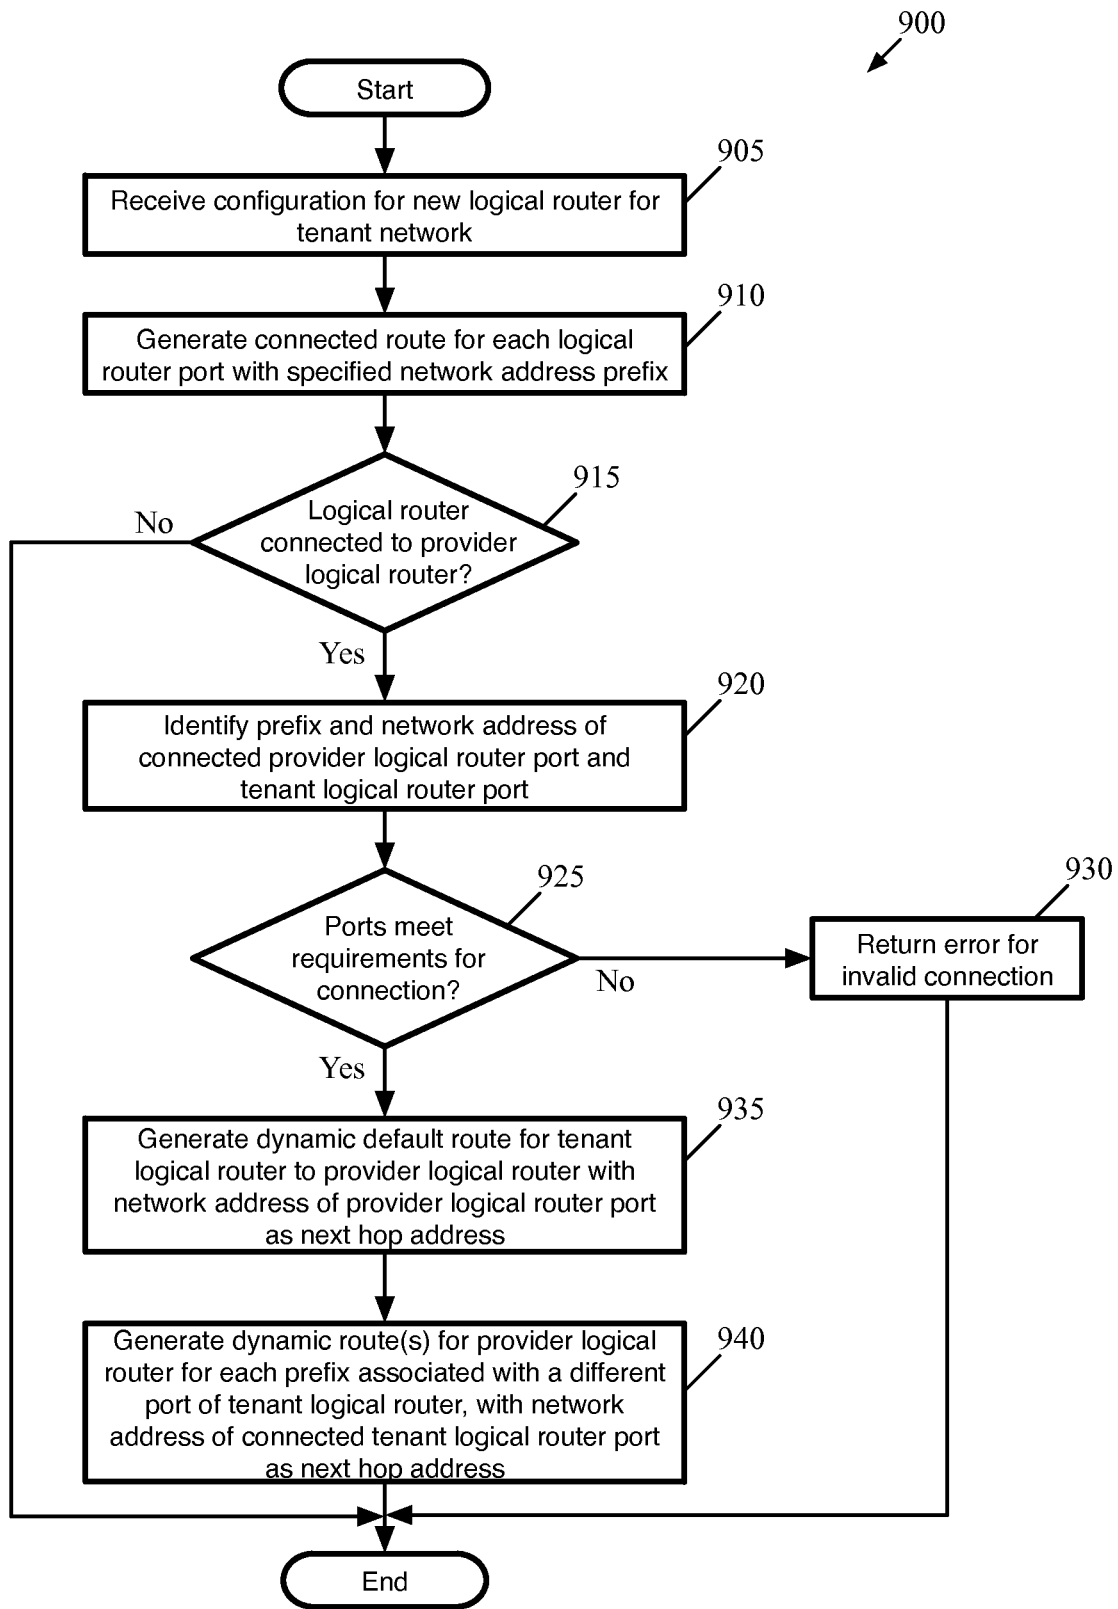 900
Start
905
Receive configuration for new logical router for
tenant network
910
Generate connected route for each logical
router port with specified network address prefix
915
Logical router
connected to provider
logical router?
No
Yes
920
Identify prefix and network address of
connected provider logical router port and
tenant logical router port
925
Ports meet
requirements for
connection?
No
930
Return error for
invalid connection
Yes
935
Generate dynamic default route for tenant
logical router to provider logical router with
network address of provider logical router port
as next hop address
940
Generate dynamic route(s) for provider logical
router for each prefix associated with a different
port of tenant logical router, with network
address of connected tenant logical router port
as next hop address
End